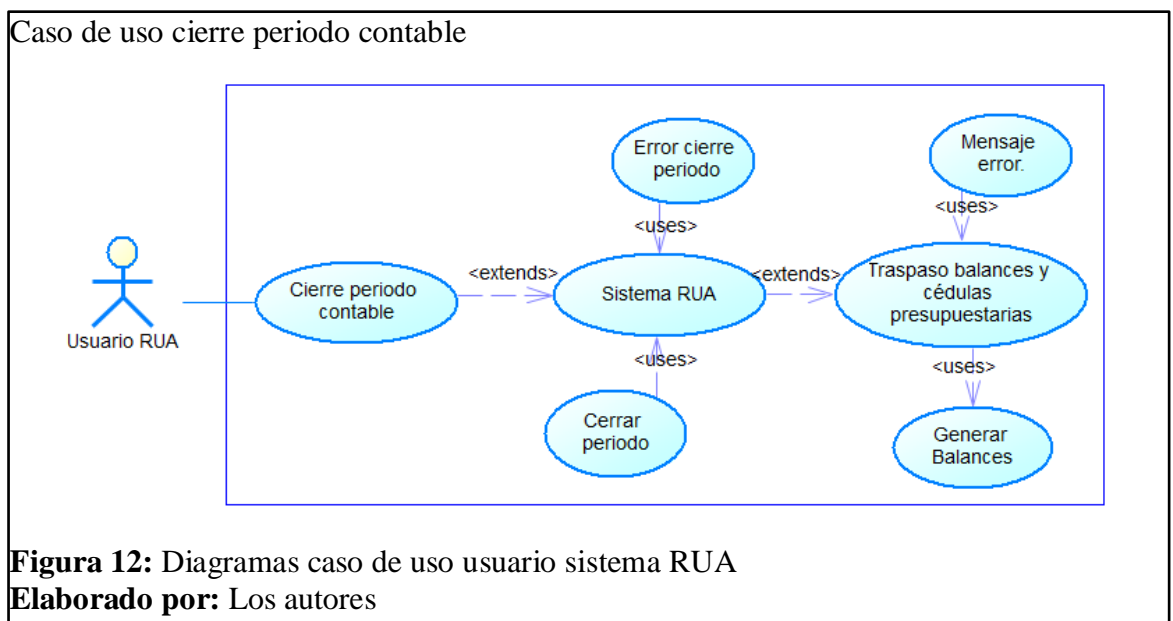 Caso de uso cierre periodo contable
Error cierre
periodo
Mensaje
error.
<uses>
<uses>
<extends>
<extends>
Cierre periodo
contable
Sistema RUA
Traspaso balances y
cédulas
presupuestarias
Usuario RUA
<uses>
<uses>
Cerrar
periodo
Generar
Balances
Figura 12: Diagramas caso de uso usuario sistema RUA
Elaborado por: Los autores